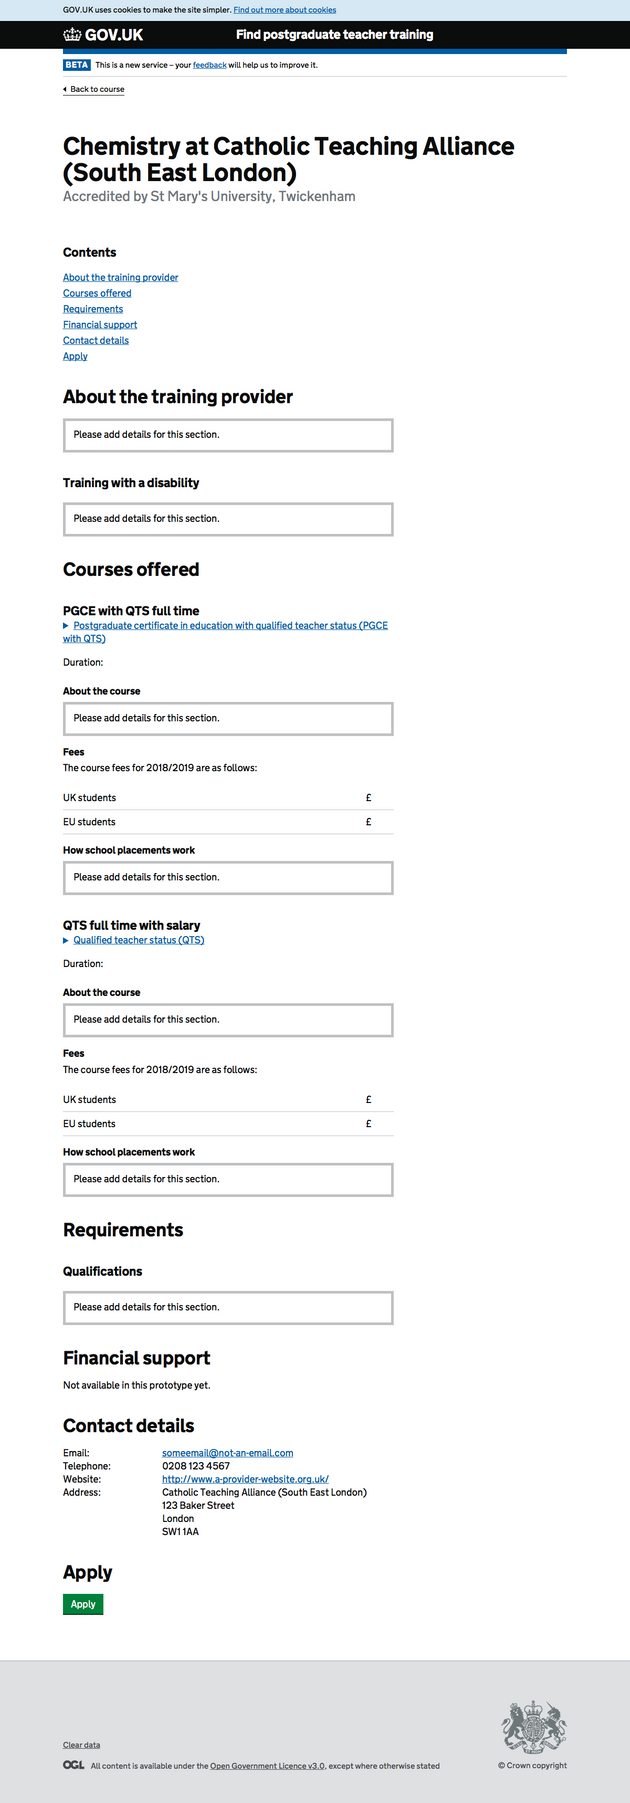 GOV.UK uses cookies to make the site simpler. Find out more about cookies
GOV.UK Find postgraduate teacher training
BETA This is a new service – your feedback will help us to improve it.
Back to course
Chemistry at Catholic Teaching Alliance
(South East London)
Accredited by St Mary's University, Twickenham
Contents
About the training provider
Courses offered
Requirements
Financial support
Contact details
Apply
About the training provider
Please add details for this section.
Training with a disability
Please add details for this section.
Courses offered
PGCE with QTS full time
Postgraduate certificate in education with qualified teacher status (PGCE
with QTS)
Duration:
About the course
Please add details for this section.
Fees
The course fees for 2018/2019 are as follows:
UK students £
EU students £
How school placements work
Please add details for this section.
QTS full time with salary
Qualified teacher status (QTS)
Duration:
About the course
Please add details for this section.
Fees
The course fees for 2018/2019 are as follows:
UK students £
EU students £
How school placements work
Please add details for this section.
Requirements
Qualifications
Please add details for this section.
Financial support
Not available in this prototype yet.
Contact details
Email: someemail@not-an-email.com
Telephone: 0208 123 4567
Website: http://www.a-provider-website.org.uk/
Address: Catholic Teaching Alliance (South East London)
123 Baker Street
London
SW1 1AA
Apply
Apply
Clear data
OGL All content is available under the Open Government Licence v3.0, except where otherwise stated
© Crown copyright